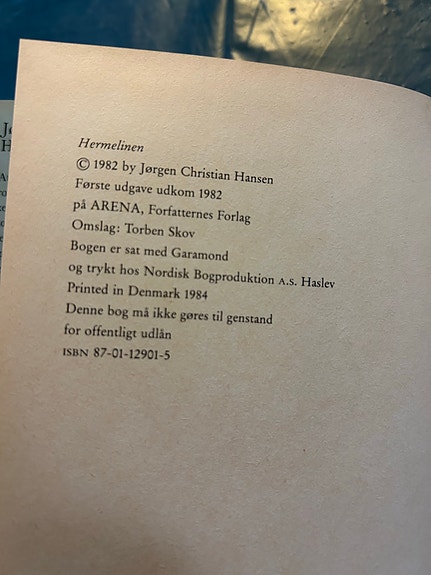 Hermelinen
© 1982 by Jørgen Christian Hansen
Første udgave udkom 1982
på ARENA, Forfatternes Forlag
Omslag: Torben Skov
Bogen er sat med Garamond
og trykt hos Nordisk Bogproduktion A.S. Haslev
Printed in Denmark 1984
Denne bog må ikke gøres til genstand
for offentligt udlån
ISBN 87-01-12901-5